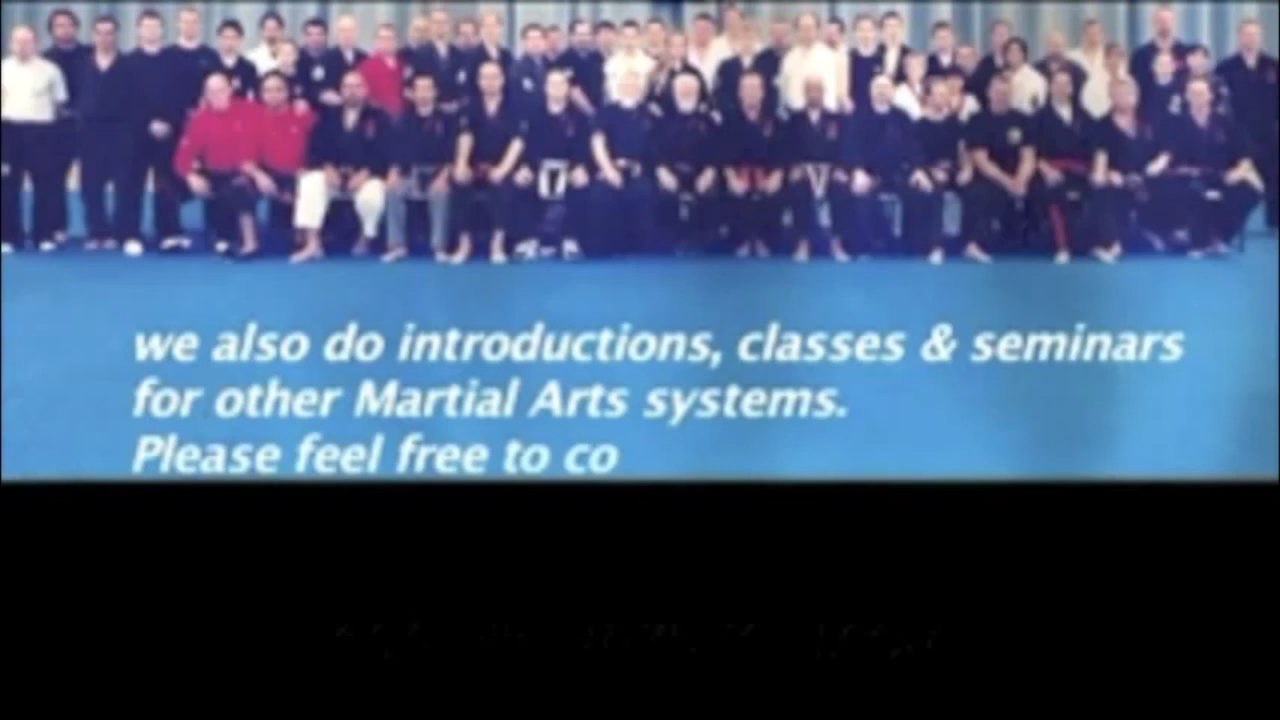 we also do introductions, classes & seminars
for other Martial Arts systems.
Please feel free to co